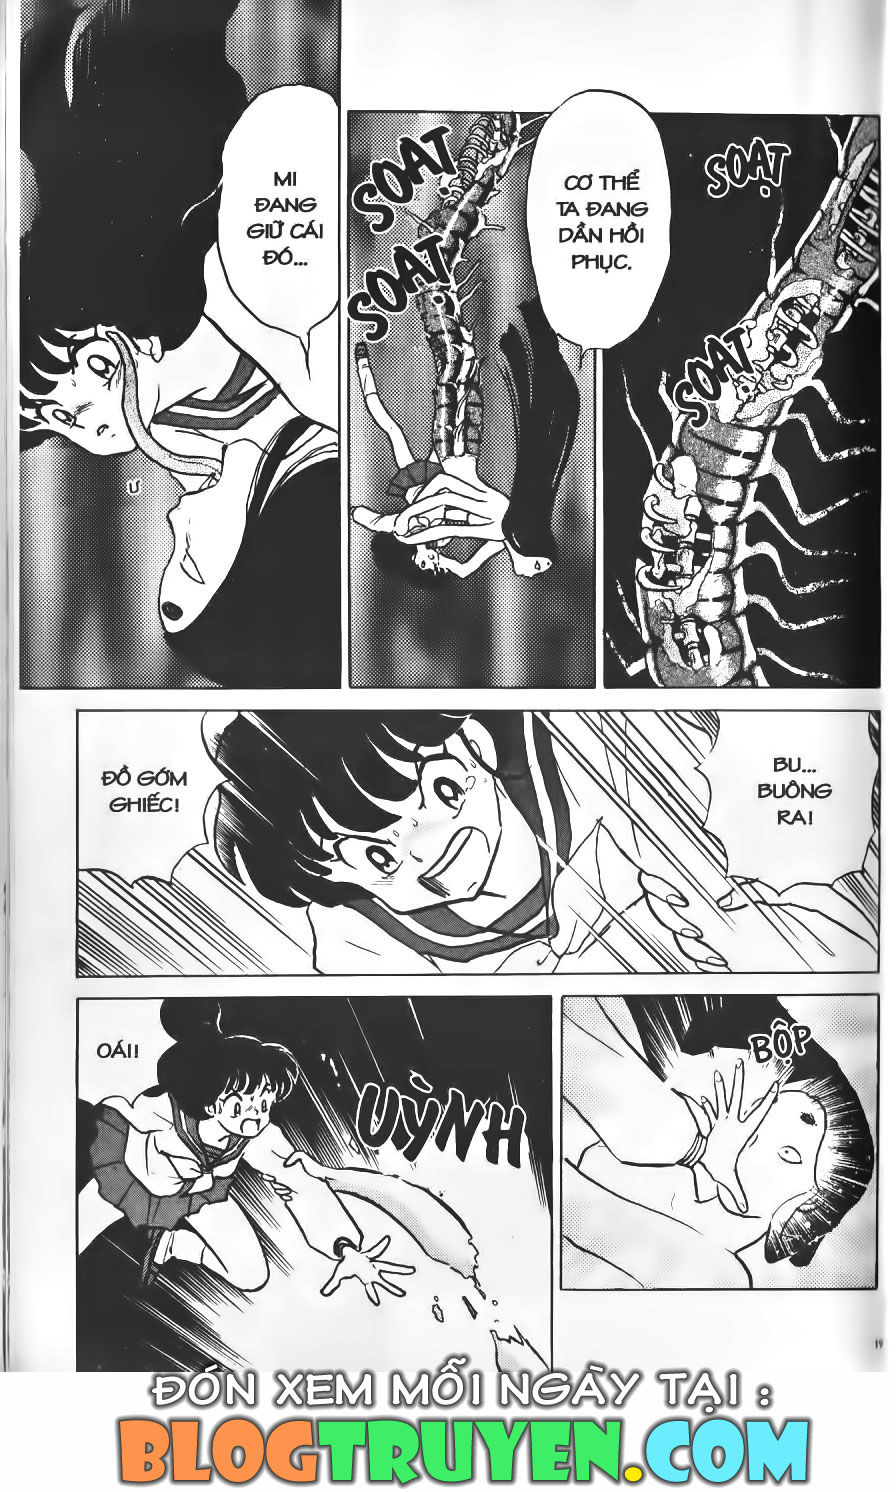 SOẠT
SOẠT
CƠ THỂ
TA ĐANG
DẦN HỒI
PHỤC.
SOẠT
SOẠT
MI
ĐANG
GIỮ CÁI
ĐÓ...
Ư
BU...
BUÔNG
RA!
ĐỒ GỚM
GHIẾC!
BỘP
OÁI!
UỲNH
19
ĐÓN XEM MỖI NGÀY TẠI :
BLOGTRUYEN.COM